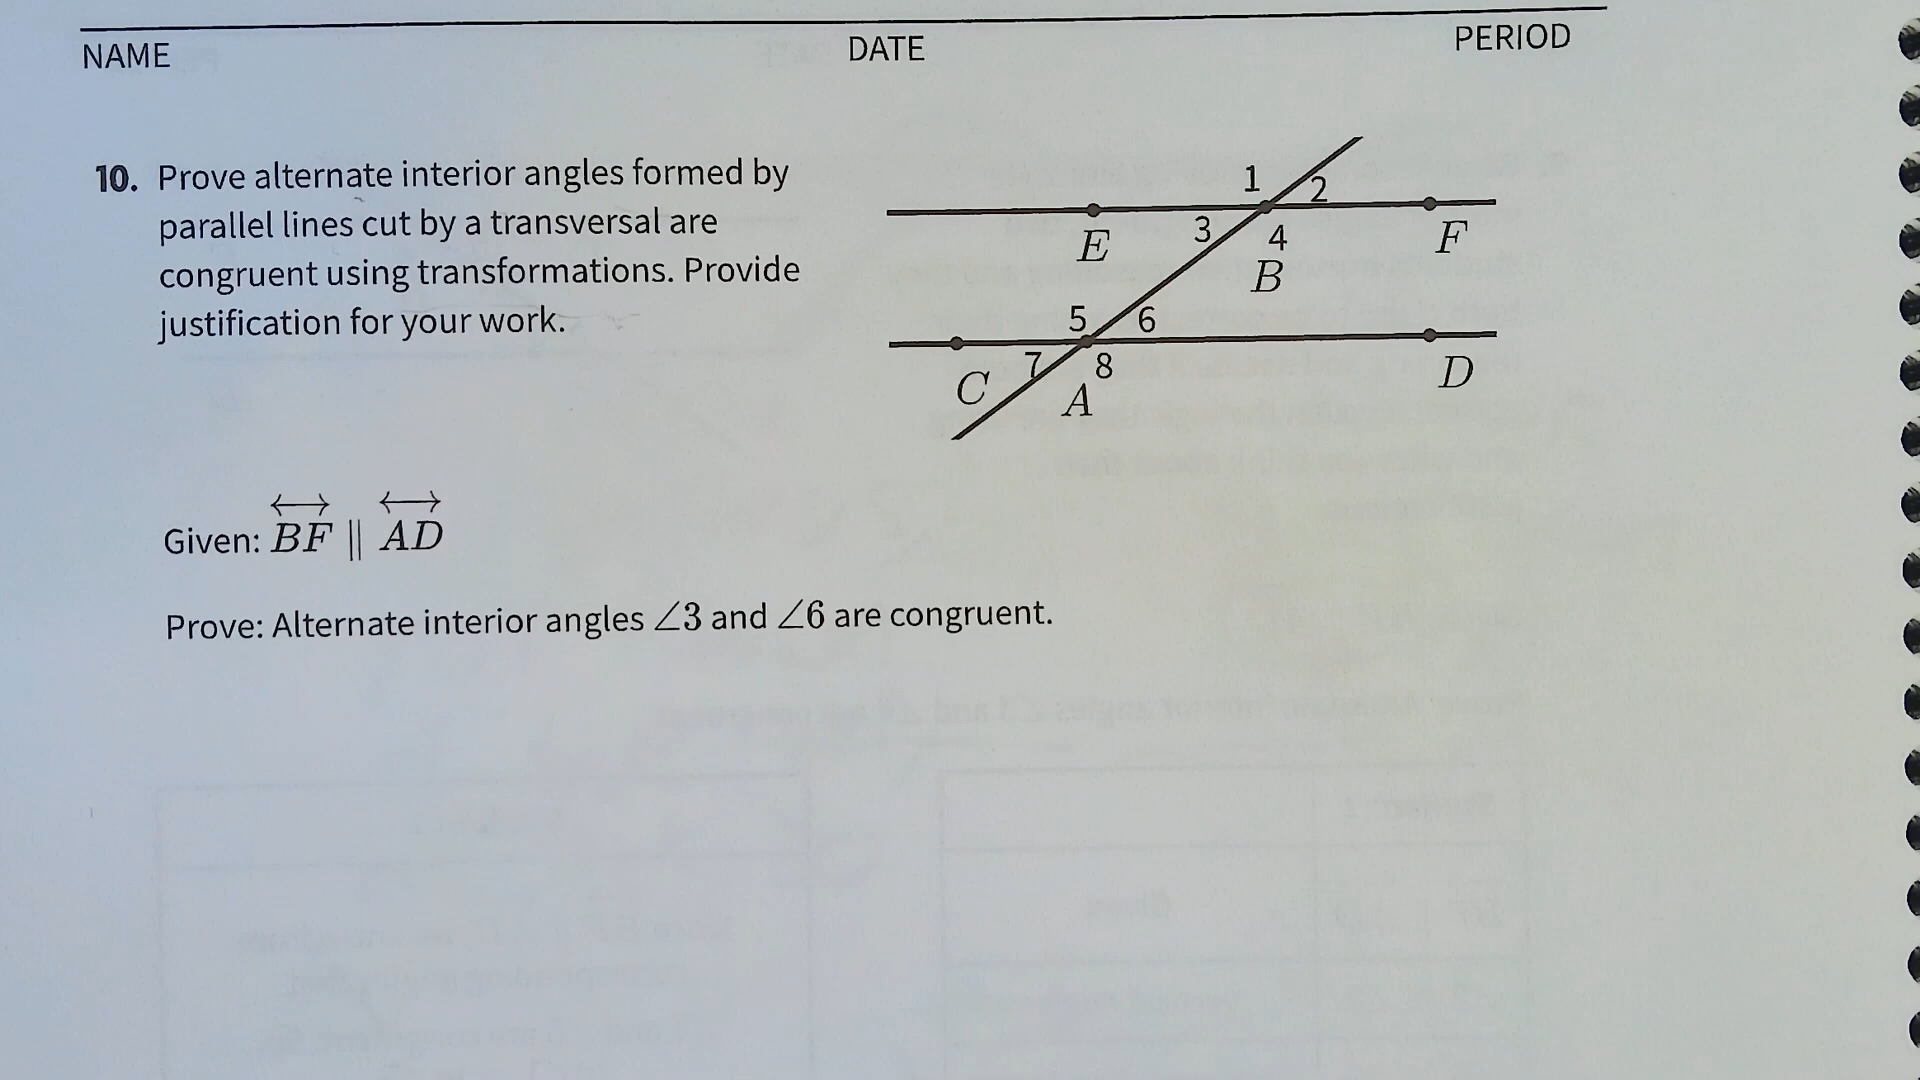 NAME DATE PERIOD
10. Prove alternate interior angles formed by
parallel lines cut by a transversal are
congruent using transformations. Provide
justification for your work.
1 2
3 4
E B F
5 6
7 8
C A D
Given: BF ∥ AD
Prove: Alternate interior angles ∠3 and ∠6 are congruent.